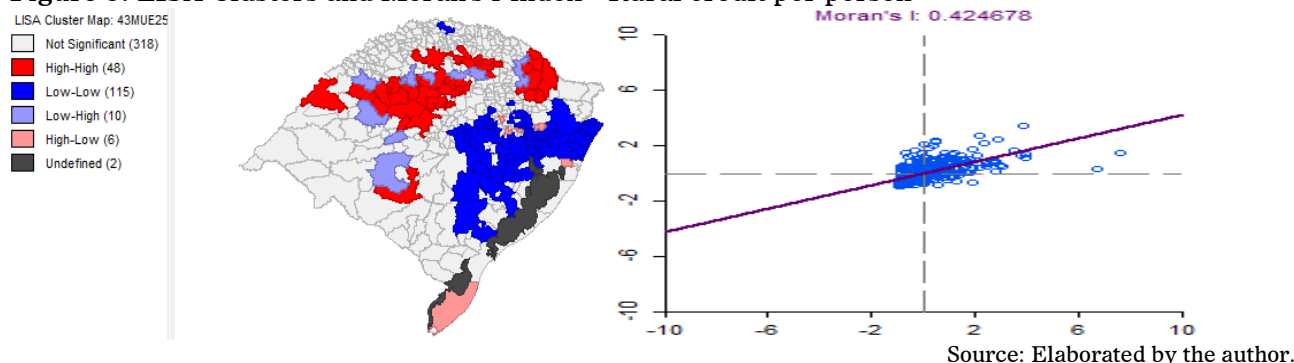 LISA Cluster Map: 43MUE25
Not Significant (318)
High-High (48)
Low-Low (115)
Low-High (10)
High-Low (6)
Undefined (2)
Moran's I: 0.424678
10
6
2
-2
-6
-10
-10
-6
-2
2
6
10
Source: Elaborated by the author.